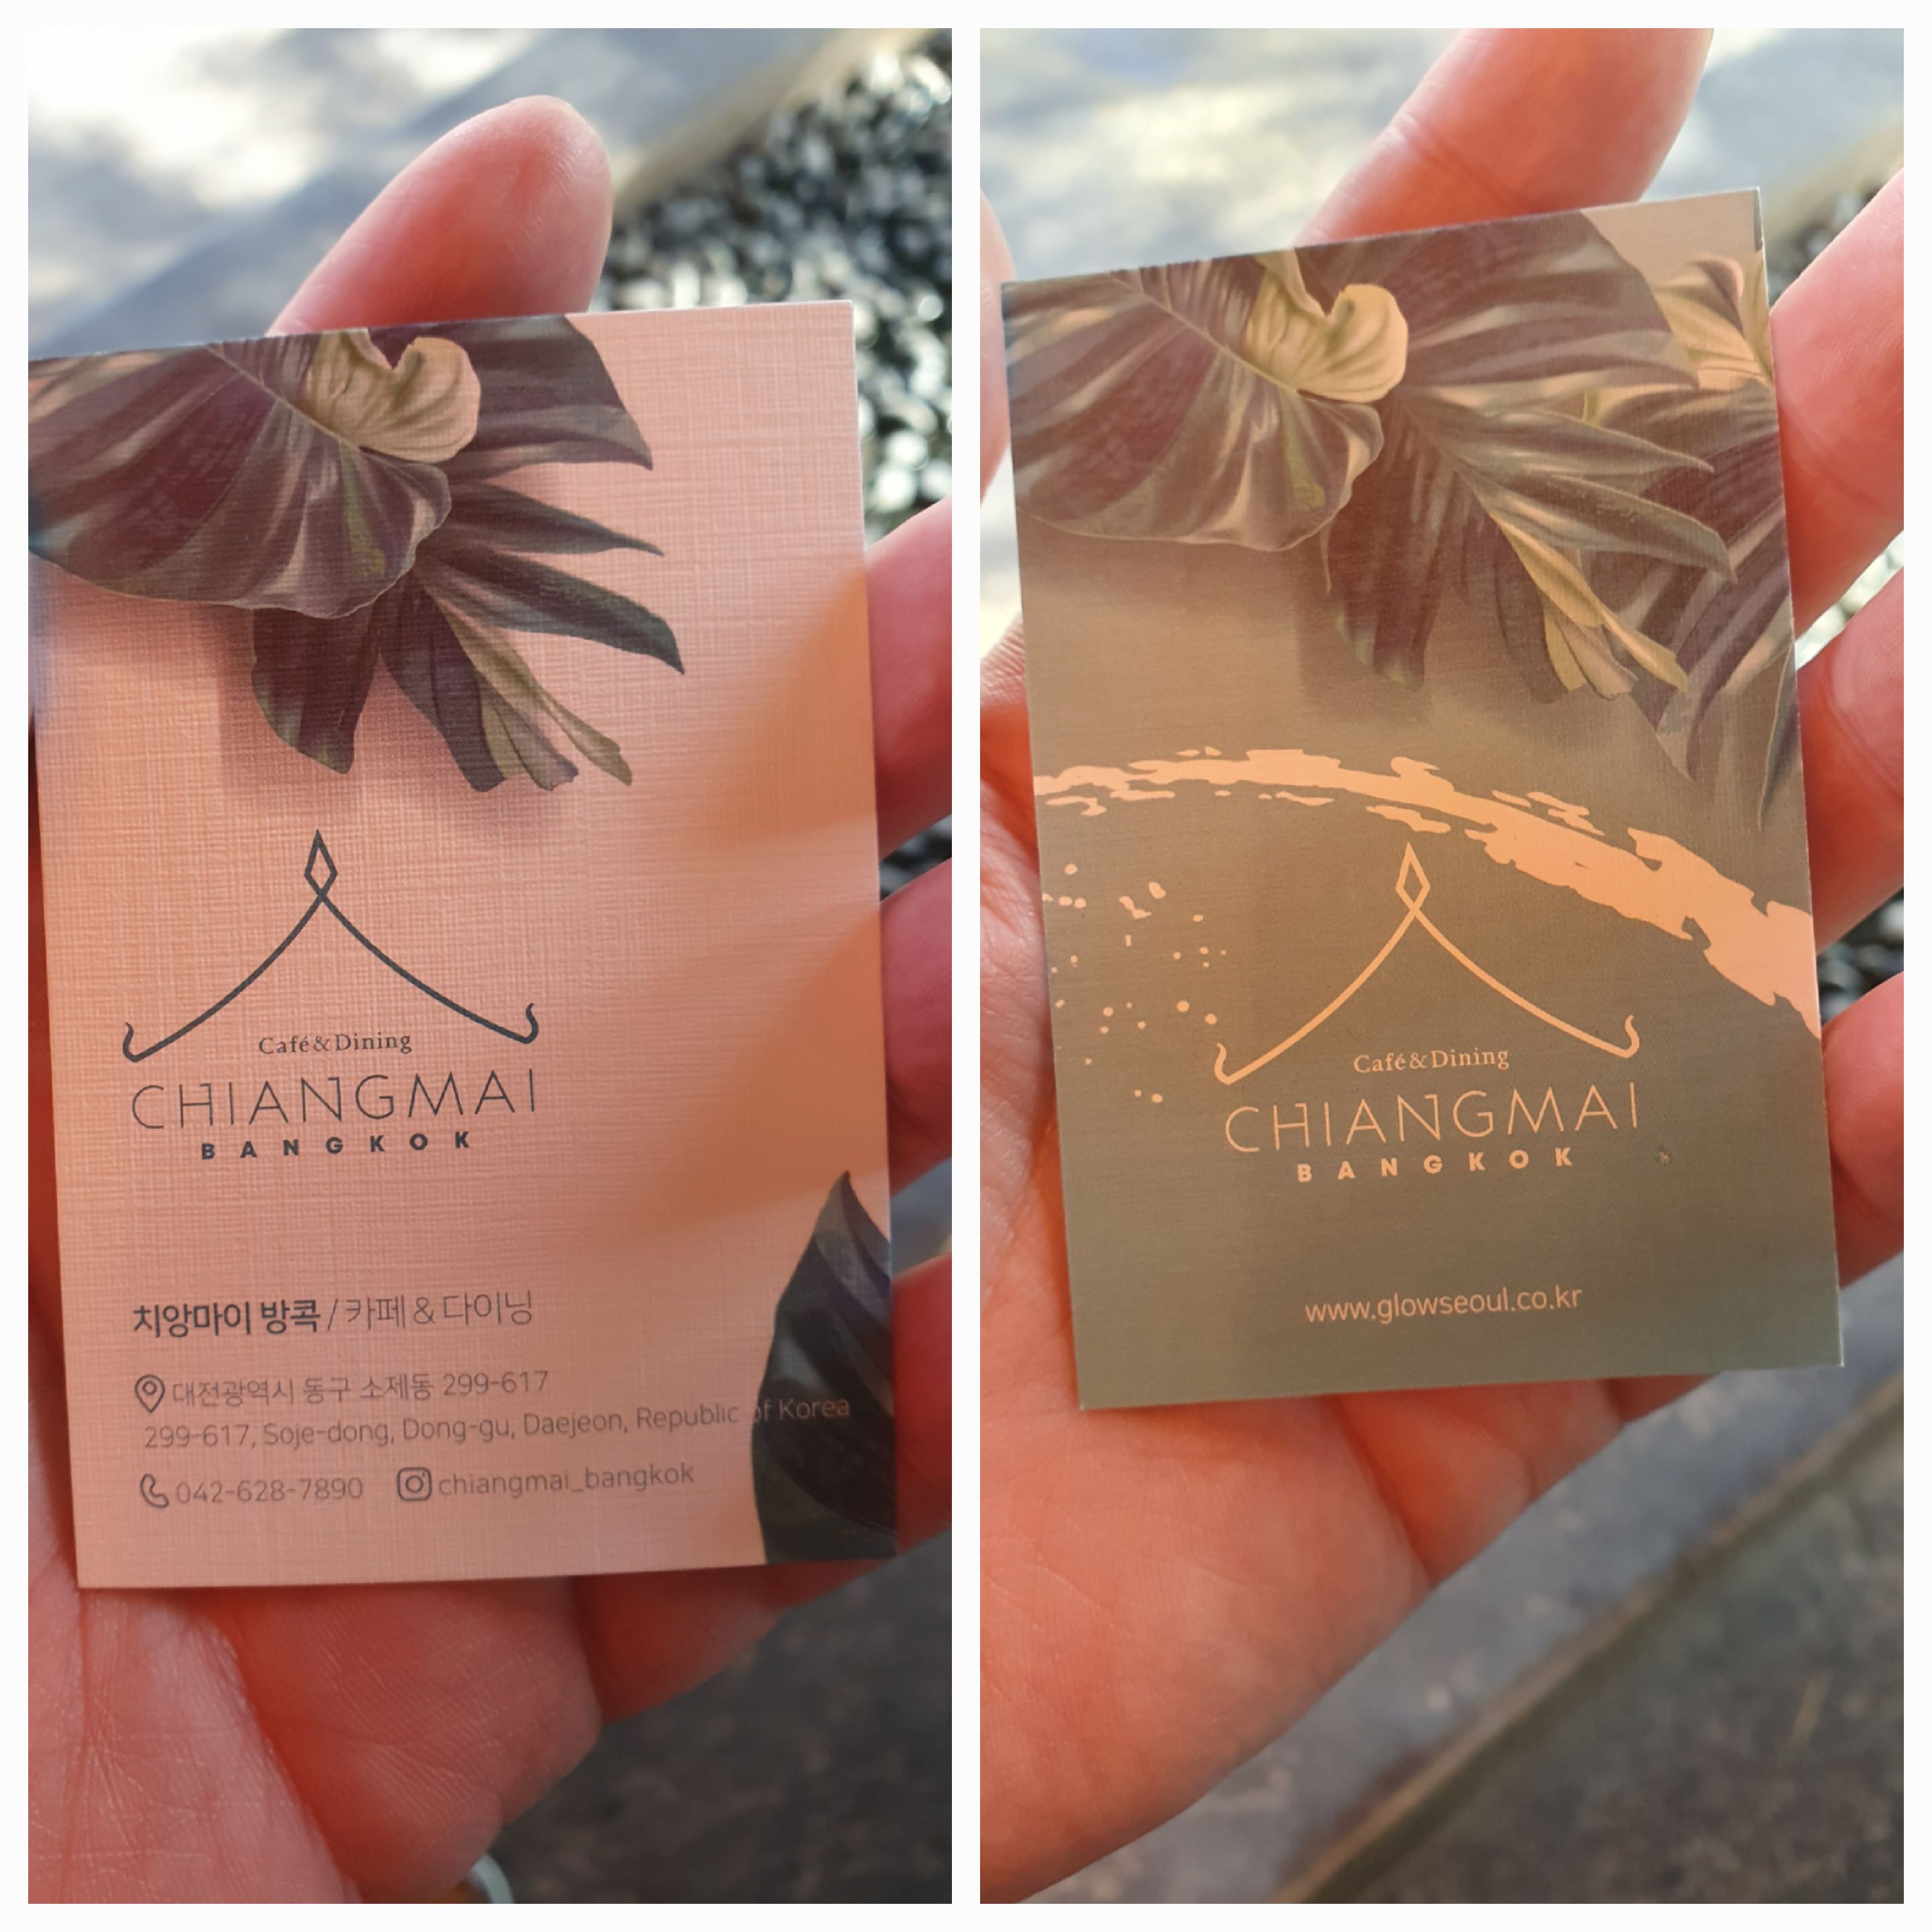 Café&Dining
CHIANGMAI
BANGKOK
치앙마이 방콕 / 카페 & 다이닝
대전광역시 동구 소제동 299-617
299-617, Soje-dong, Dong-gu, Daejeon, Republic of Korea
042-628-7890 chiangmai_bangkok
Café&Dining
CHIANGMAI
BANGKOK
www.glowseoul.co.kr